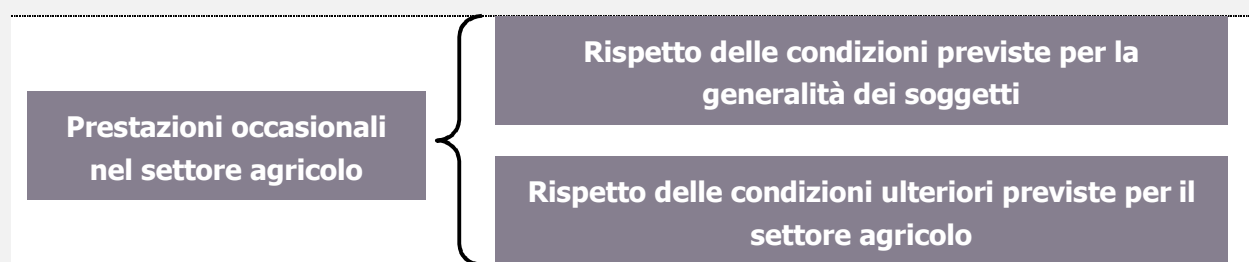 Prestazioni occasionali
nel settore agricolo
Rispetto delle condizioni previste per la
generalità dei soggetti
Rispetto delle condizioni ulteriori previste per il
settore agricolo